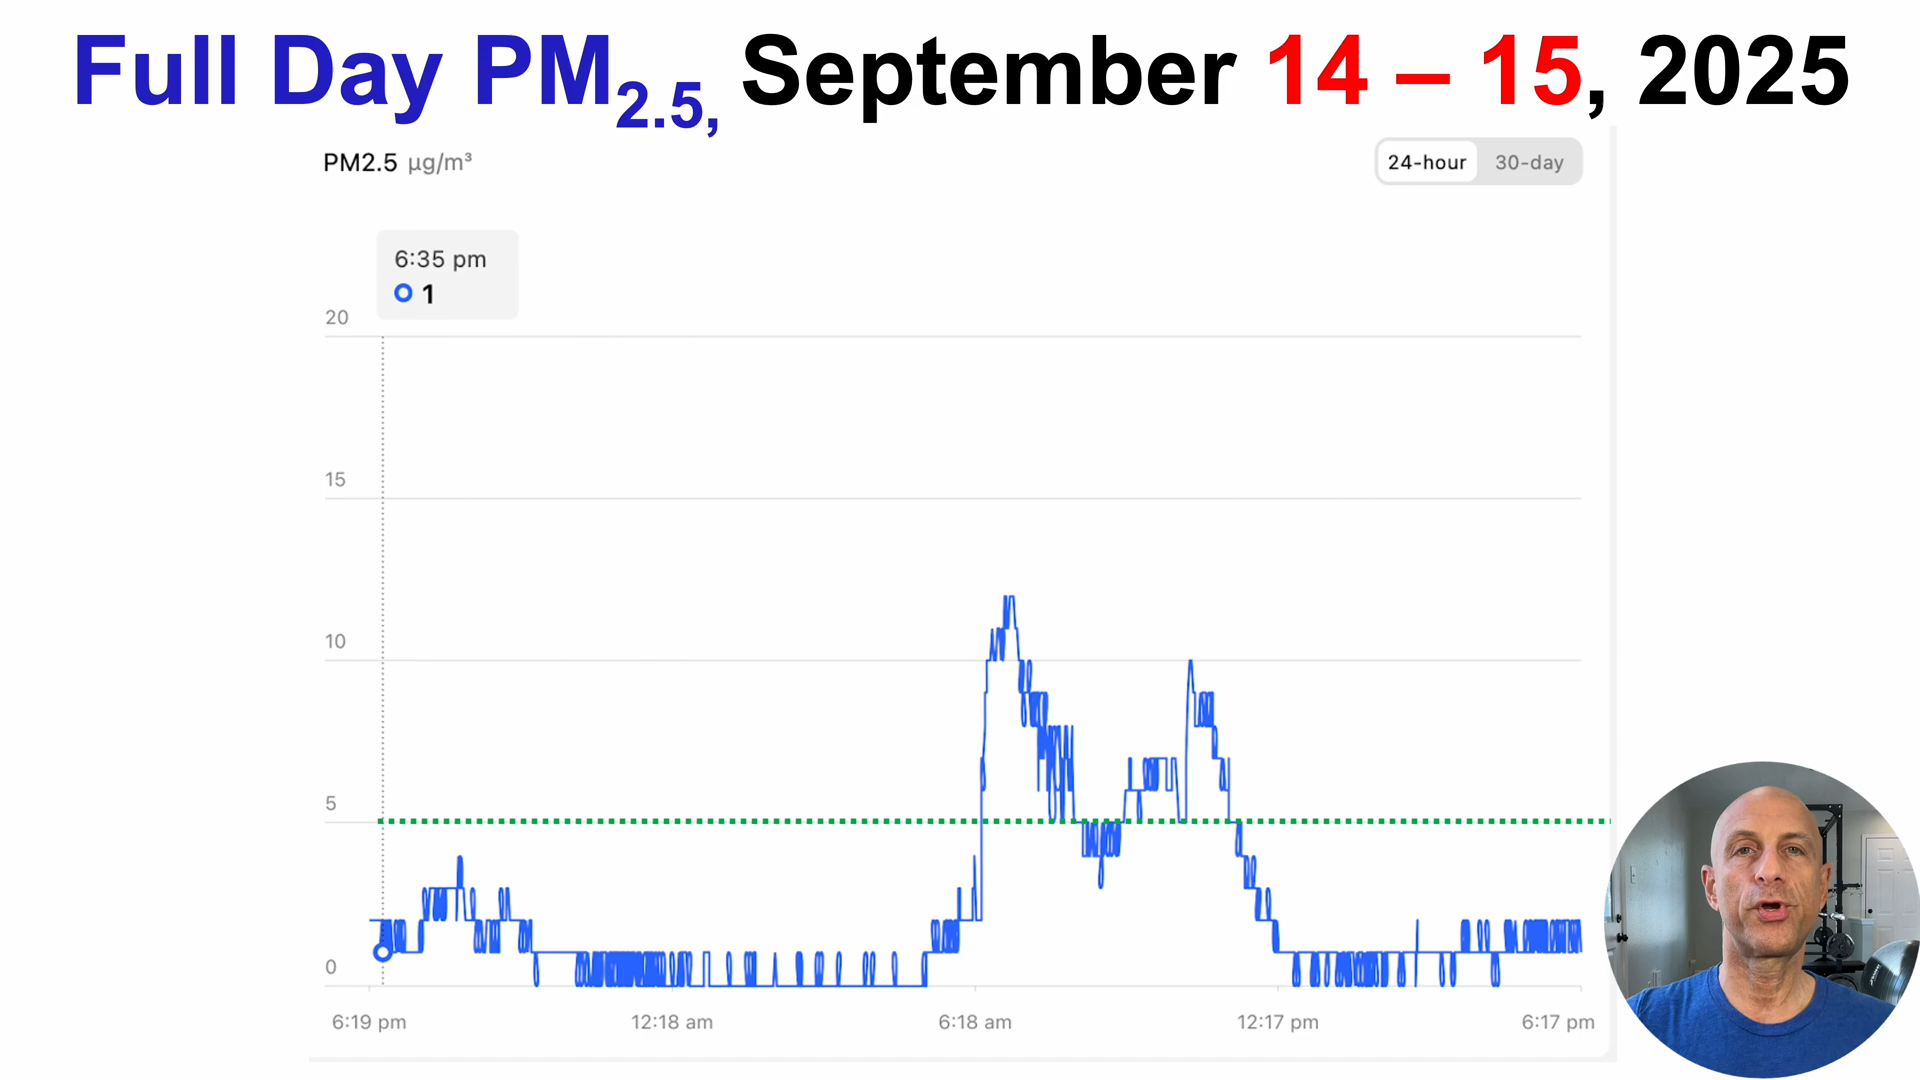 Full Day PM2.5, September 14 – 15, 2025
PM2.5 µg/m³
24-hour 30-day
6:35 pm
1
20
15
10
5
0
6:19 pm 12:18 am 6:18 am 12:17 pm 6:17 pm